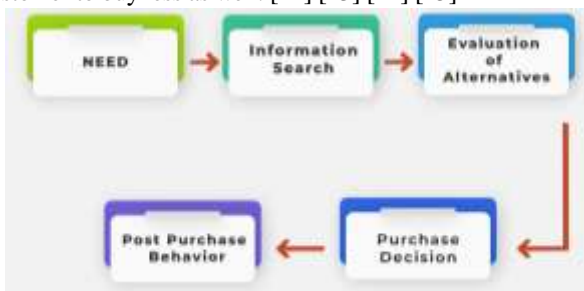 NEED
Information
Search
Evaluation
of
Alternatives
Post Purchase
Behavior
Purchase
Decision